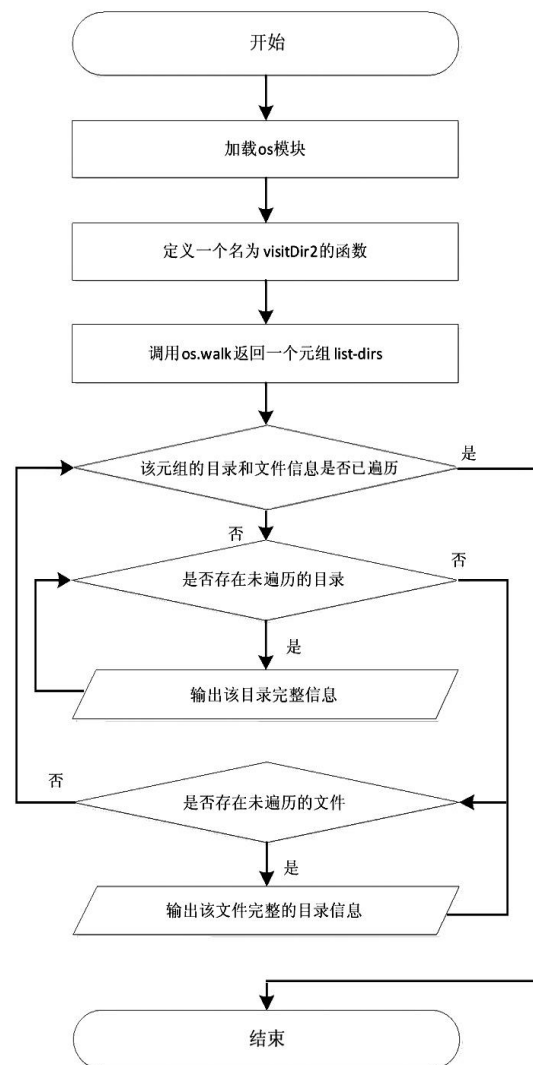 开始
加载os模块
定义一个名为visitDir2的函数
调用os.walk返回一个元组list-dirs
该元组的目录和文件信息是否已遍历
是
否
是否存在未遍历的目录
否
是
输出该目录完整信息
否
是否存在未遍历的文件
是
输出该文件完整的目录信息
结束